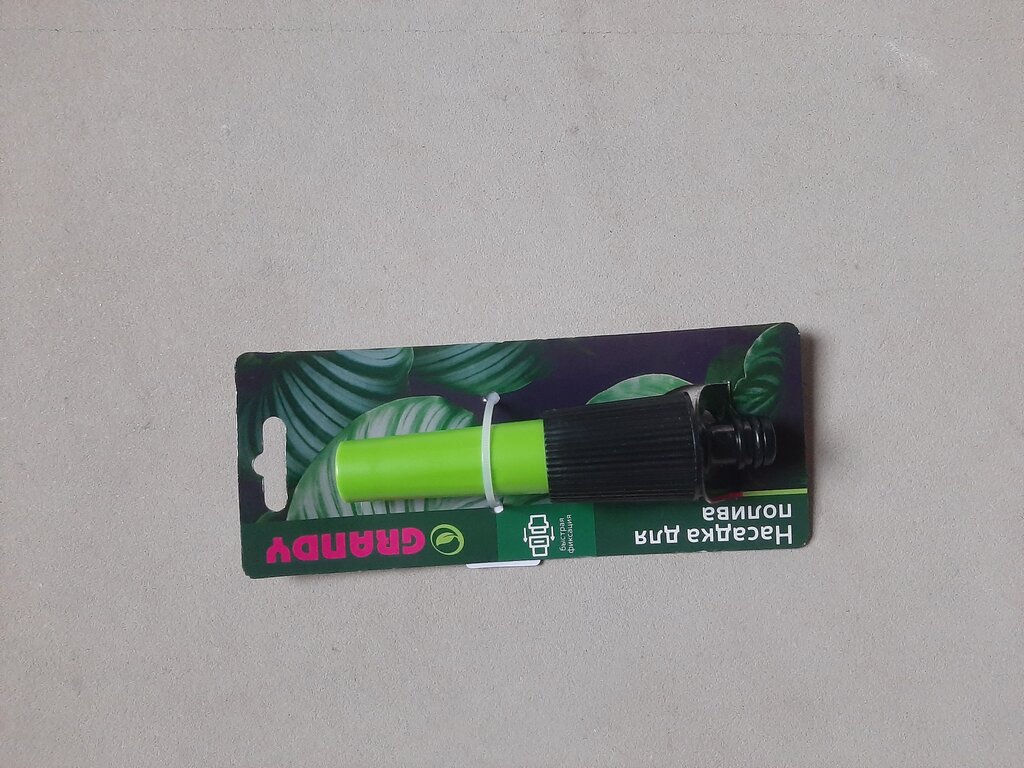 Насадка для
полива
быстрая
фиксация
GRANDY